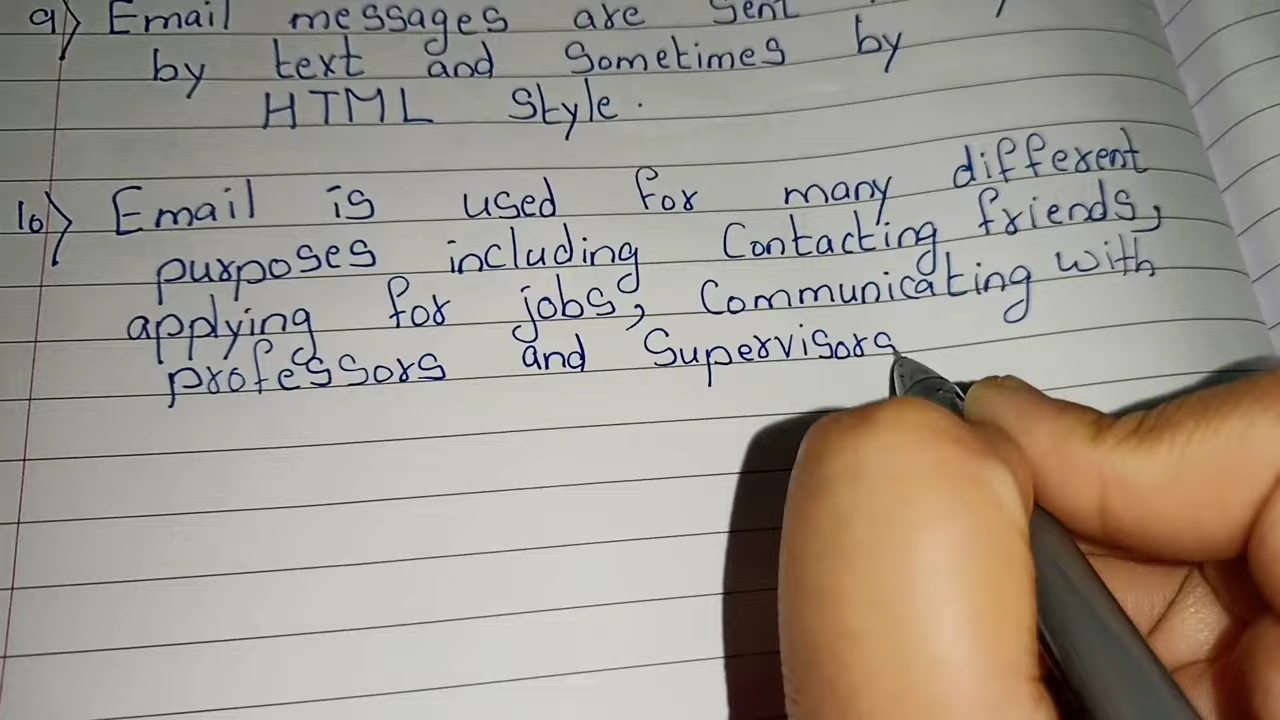 9) Email messages are sent
by text and sometimes by
HTML Style.
10) Email is used for many different
purposes including Contacting friends,
applying for jobs, Communicating with
professors and Supervisors